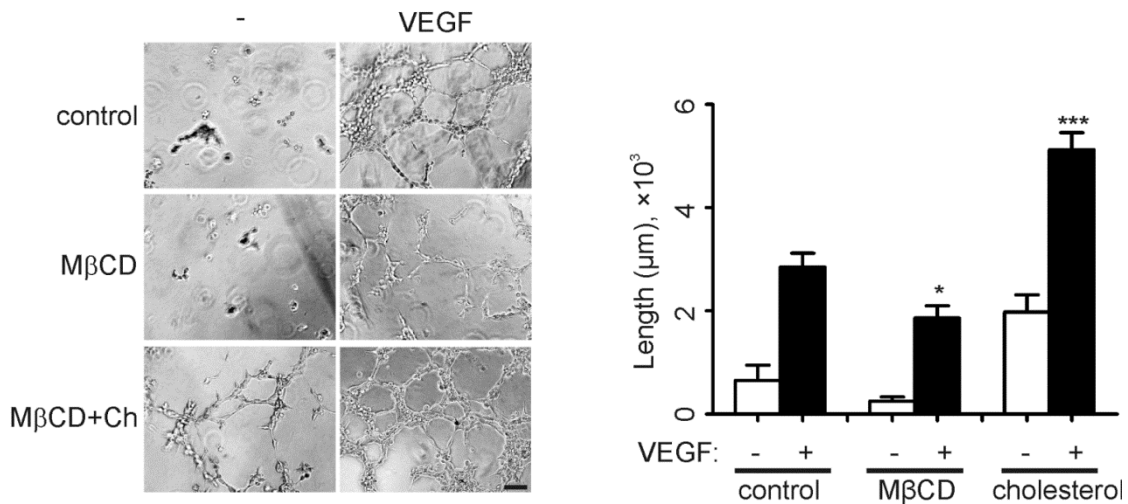 - VEGF
control
MβCD
MβCD+Ch
Length (µm), ×10³
6
4
2
0
***
*
VEGF: - + - + - +
control MβCD cholesterol